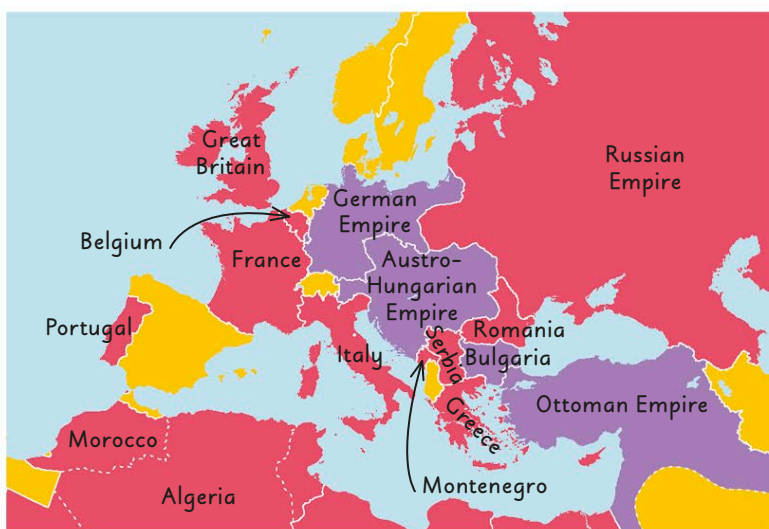 Great
Britain
Russian
Empire
German
Empire
Belgium
France
Austro-
Hungarian
Empire
Portugal
Italy
Serbia
Romania
Bulgaria
Ottoman Empire
Greece
Morocco
Montenegro
Algeria